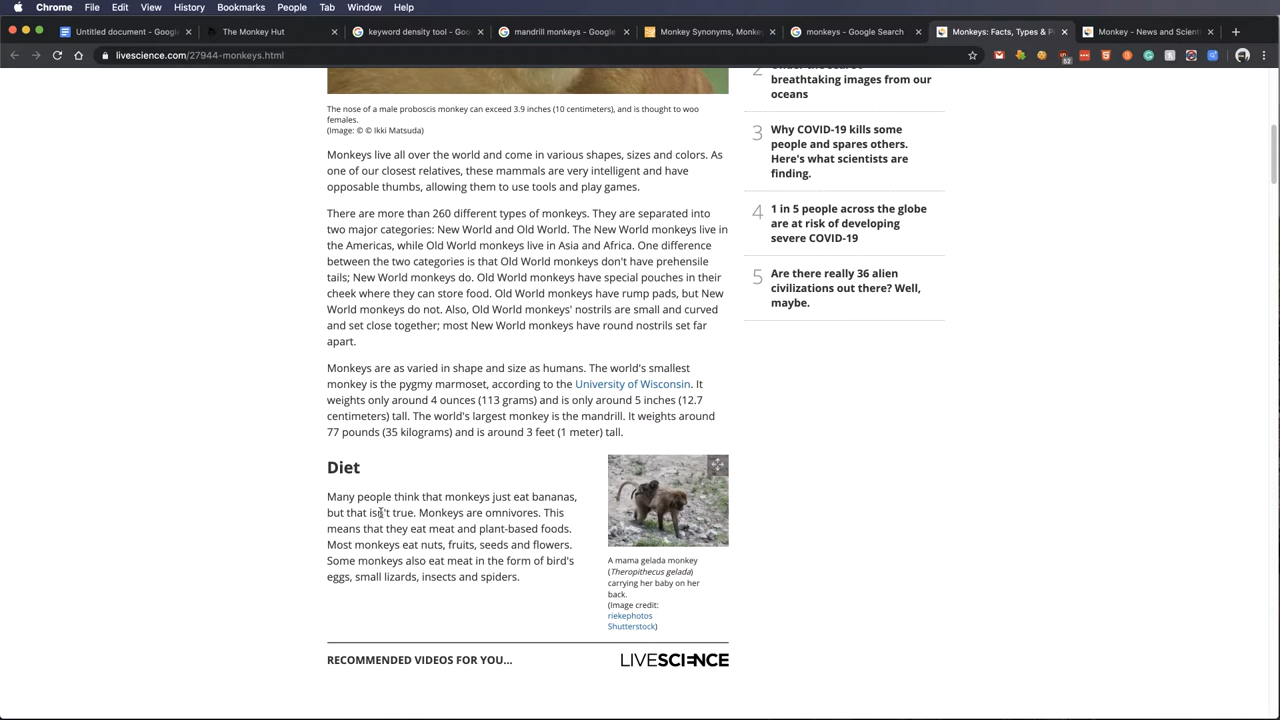 Chrome File Edit View History Bookmarks People Tab Window Help
Untitled document - Google
The Monkey Hut
keyword density tool - Goo
mandrill monkeys - Google
Monkey Synonyms, Monke
monkeys - Google Search
Monkeys: Facts, Types & P
Monkey - News and Scient
livescience.com/27944-monkeys.html
52
The nose of a male proboscis monkey can exceed 3.9 inches (10 centimeters), and is thought to woo
females.
(Image: © © Ikki Matsuda)
Monkeys live all over the world and come in various shapes, sizes and colors. As
one of our closest relatives, these mammals are very intelligent and have
opposable thumbs, allowing them to use tools and play games.
There are more than 260 different types of monkeys. They are separated into
two major categories: New World and Old World. The New World monkeys live in
the Americas, while Old World monkeys live in Asia and Africa. One difference
between the two categories is that Old World monkeys don't have prehensile
tails; New World monkeys do. Old World monkeys have special pouches in their
cheek where they can store food. Old World monkeys have rump pads, but New
World monkeys do not. Also, Old World monkeys' nostrils are small and curved
and set close together; most New World monkeys have round nostrils set far
apart.
Monkeys are as varied in shape and size as humans. The world's smallest
monkey is the pygmy marmoset, according to the University of Wisconsin. It
weights only around 4 ounces (113 grams) and is only around 5 inches (12.7
centimeters) tall. The world's largest monkey is the mandrill. It weights around
77 pounds (35 kilograms) and is around 3 feet (1 meter) tall.
Diet
Many people think that monkeys just eat bananas,
but that isn't true. Monkeys are omnivores. This
means that they eat meat and plant-based foods.
Most monkeys eat nuts, fruits, seeds and flowers.
Some monkeys also eat meat in the form of bird's
eggs, small lizards, insects and spiders.
A mama gelada monkey
(Theropithecus gelada)
carrying her baby on her
back.
(Image credit:
riekephotos
Shutterstock)
RECOMMENDED VIDEOS FOR YOU...
LIVESCIENCE
2
breathtaking images from our
oceans
3
Why COVID-19 kills some
people and spares others.
Here's what scientists are
finding.
4
1 in 5 people across the globe
are at risk of developing
severe COVID-19
5
Are there really 36 alien
civilizations out there? Well,
maybe.